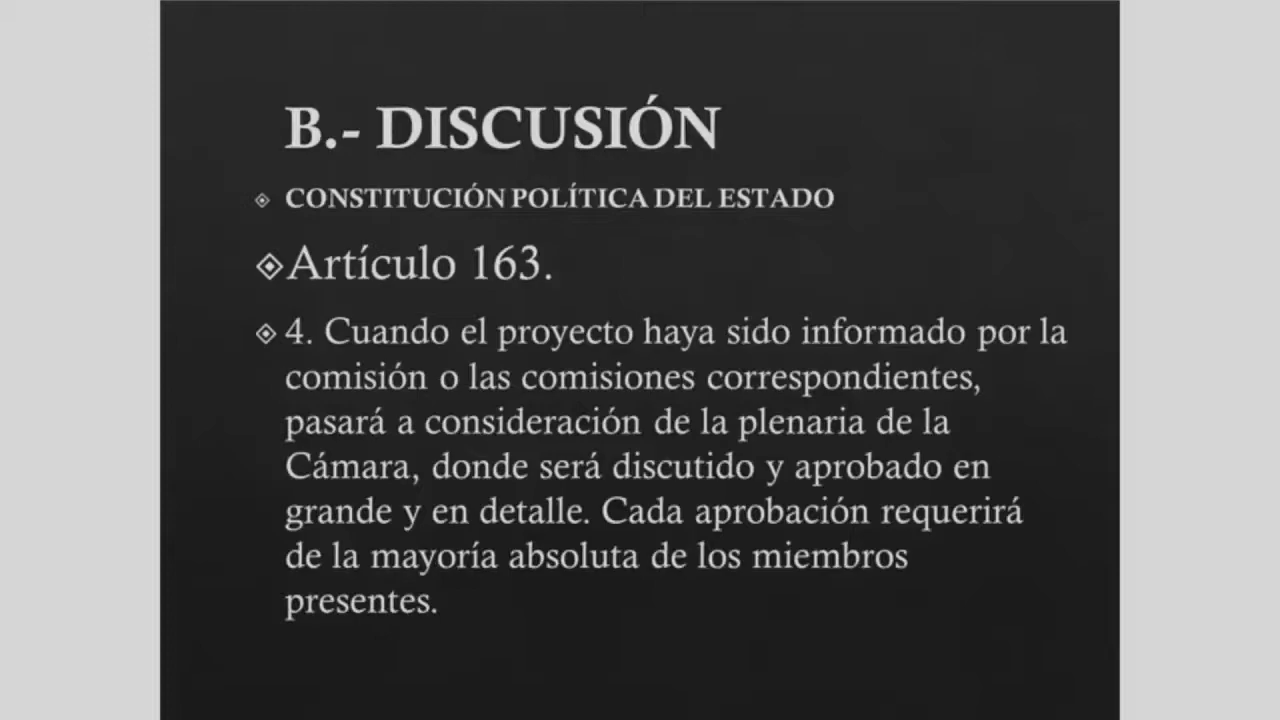 B.- DISCUSIÓN
CONSTITUCIÓN POLÍTICA DEL ESTADO
Artículo 163.
4. Cuando el proyecto haya sido informado por la
comisión o las comisiones correspondientes,
pasará a consideración de la plenaria de la
Cámara, donde será discutido y aprobado en
grande y en detalle. Cada aprobación requerirá
de la mayoría absoluta de los miembros
presentes.